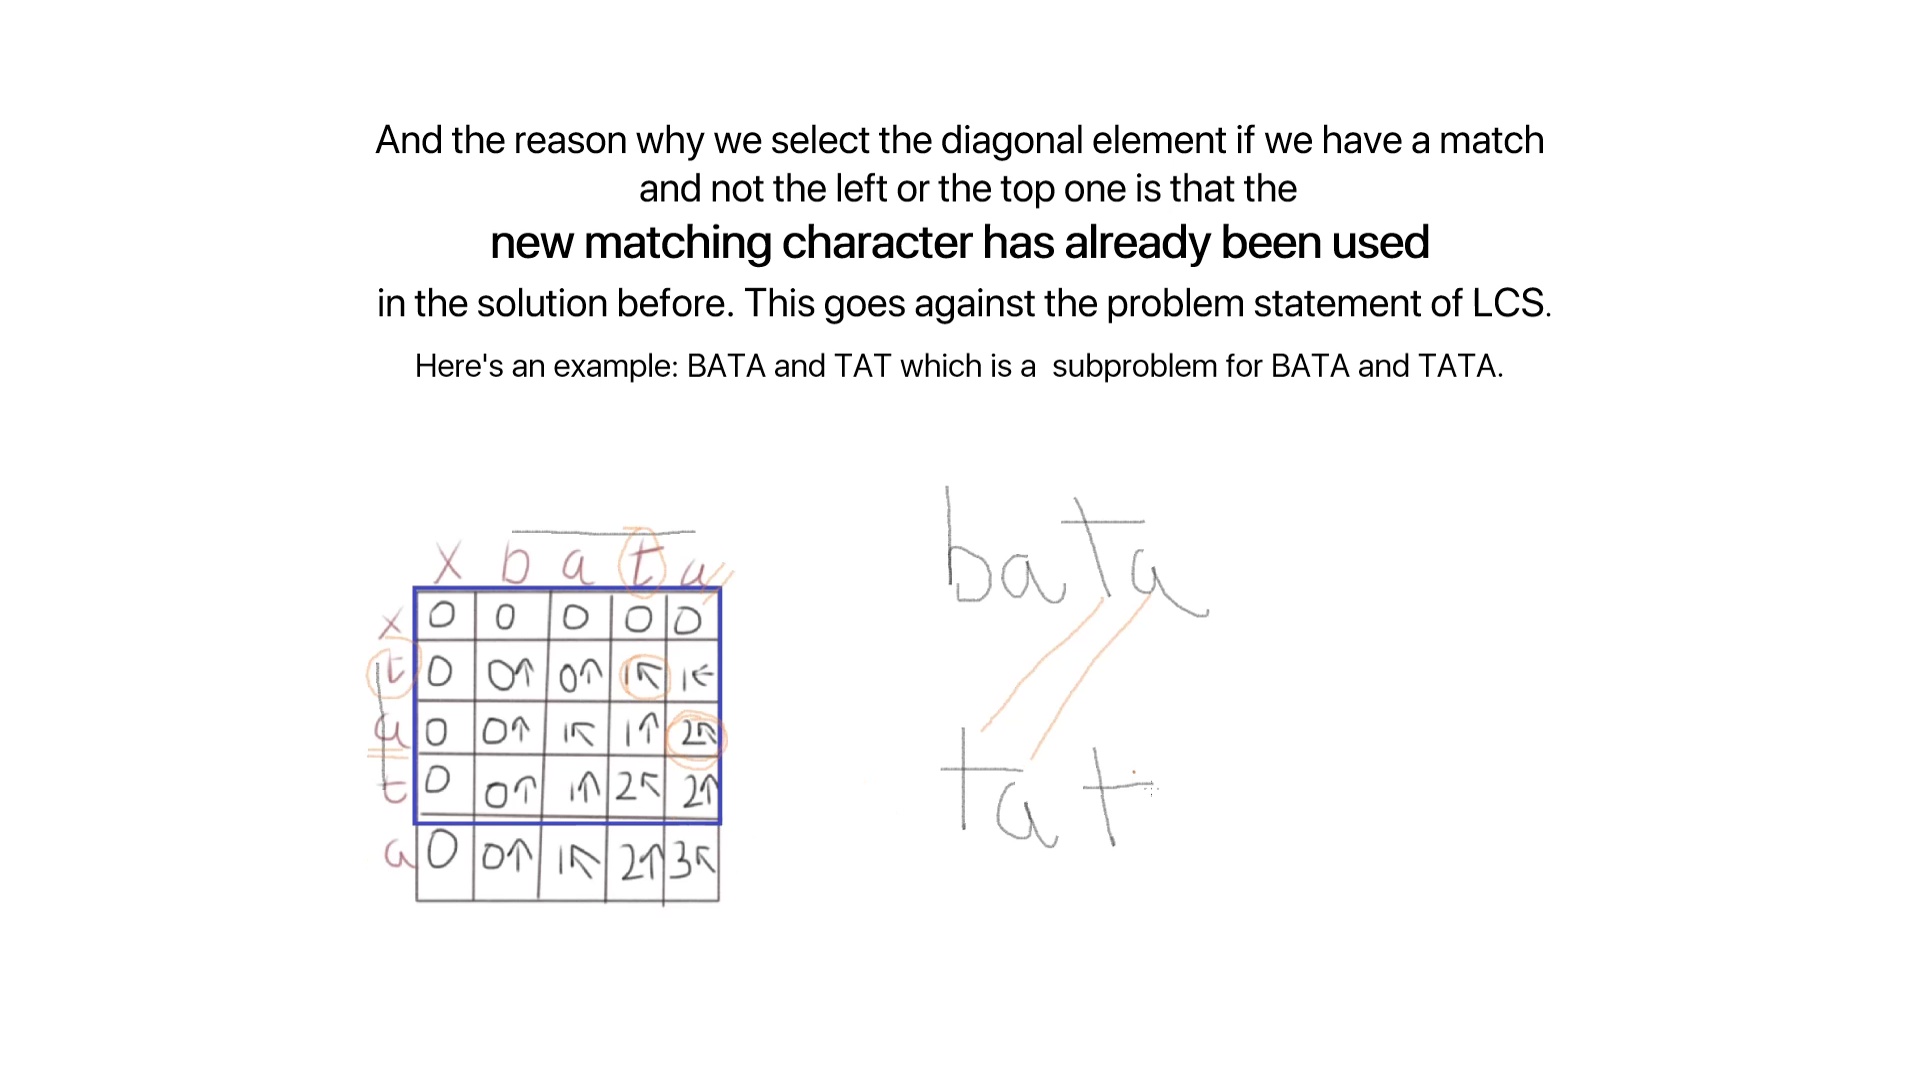 And the reason why we select the diagonal element if we have a match
and not the left or the top one is that the
new matching character has already been used
in the solution before. This goes against the problem statement of LCS.
Here's an example: BATA and TAT which is a subproblem for BATA and TATA.
x b a t a
x 0 0 0 0 0
t 0 0↑ 0↑ 1↖ 1←
a 0 0↑ 1↖ 1↑ 2↖
t 0 0↑ 1↑ 2↖ 2↑
a 0 0↑ 1↖ 2↑ 3↖
bata
tat